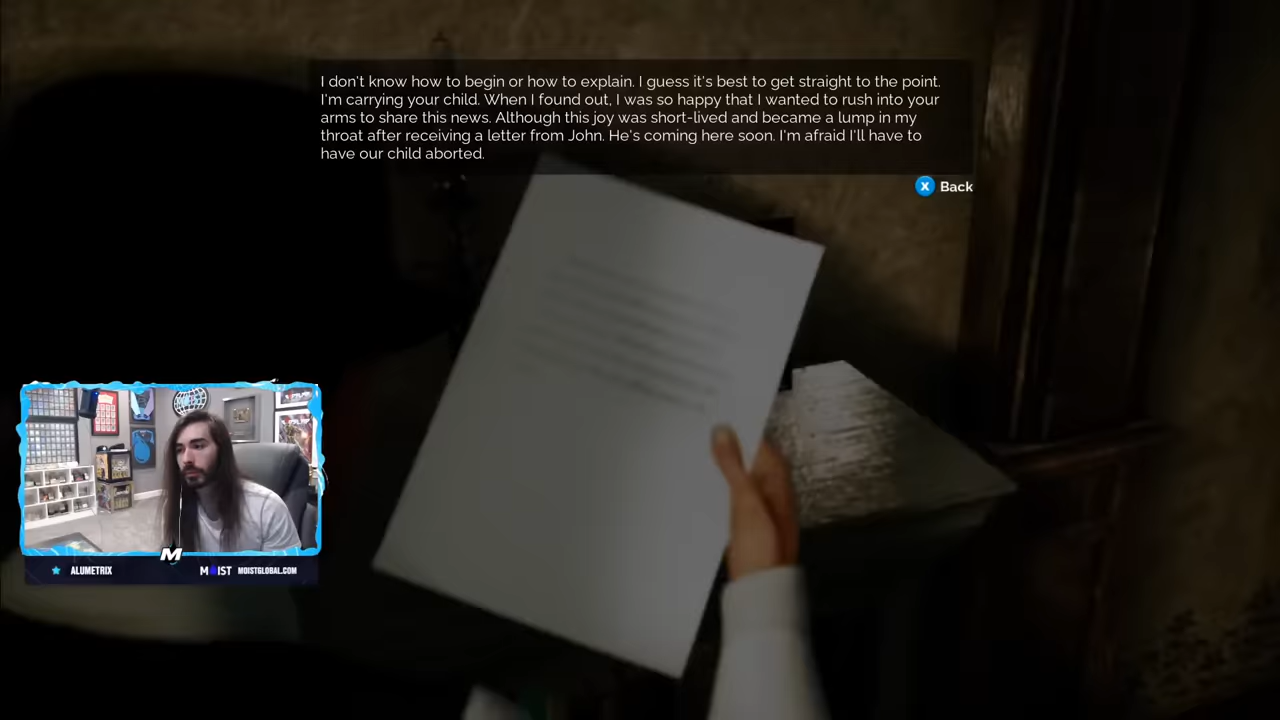 I don't know how to begin or how to explain. I guess it's best to get straight to the point.
I'm carrying your child. When I found out, I was so happy that I wanted to rush into your
arms to share this news. Although this joy was short-lived and became a lump in my
throat after receiving a letter from John. He's coming here soon. I'm afraid I'll have to
have our child aborted.
X Back
M
ALUMETRIX
MOIST MOISTGLOBAL.COM